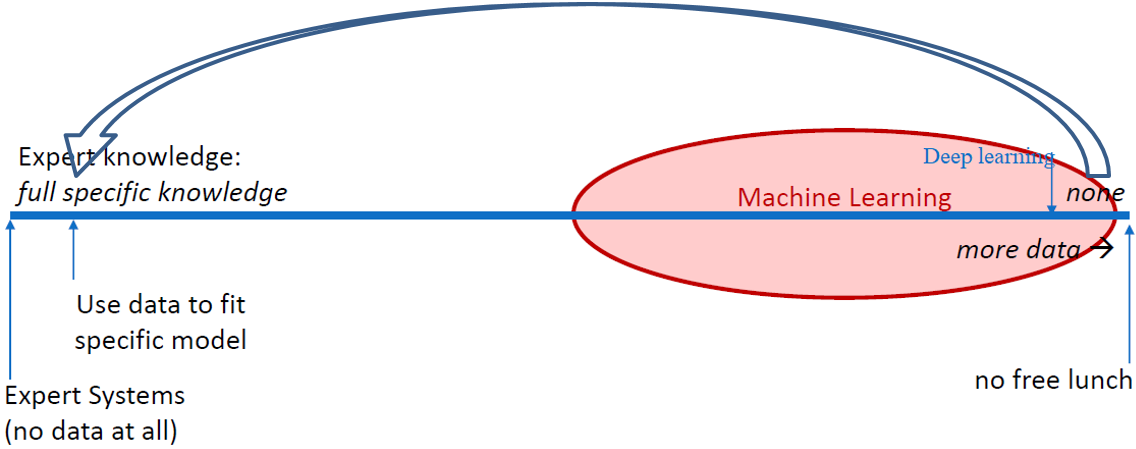 Expert knowledge:
full specific knowledge
Deep learning
Machine Learning
none
more data →
Use data to fit
specific model
no free lunch
Expert Systems
(no data at all)